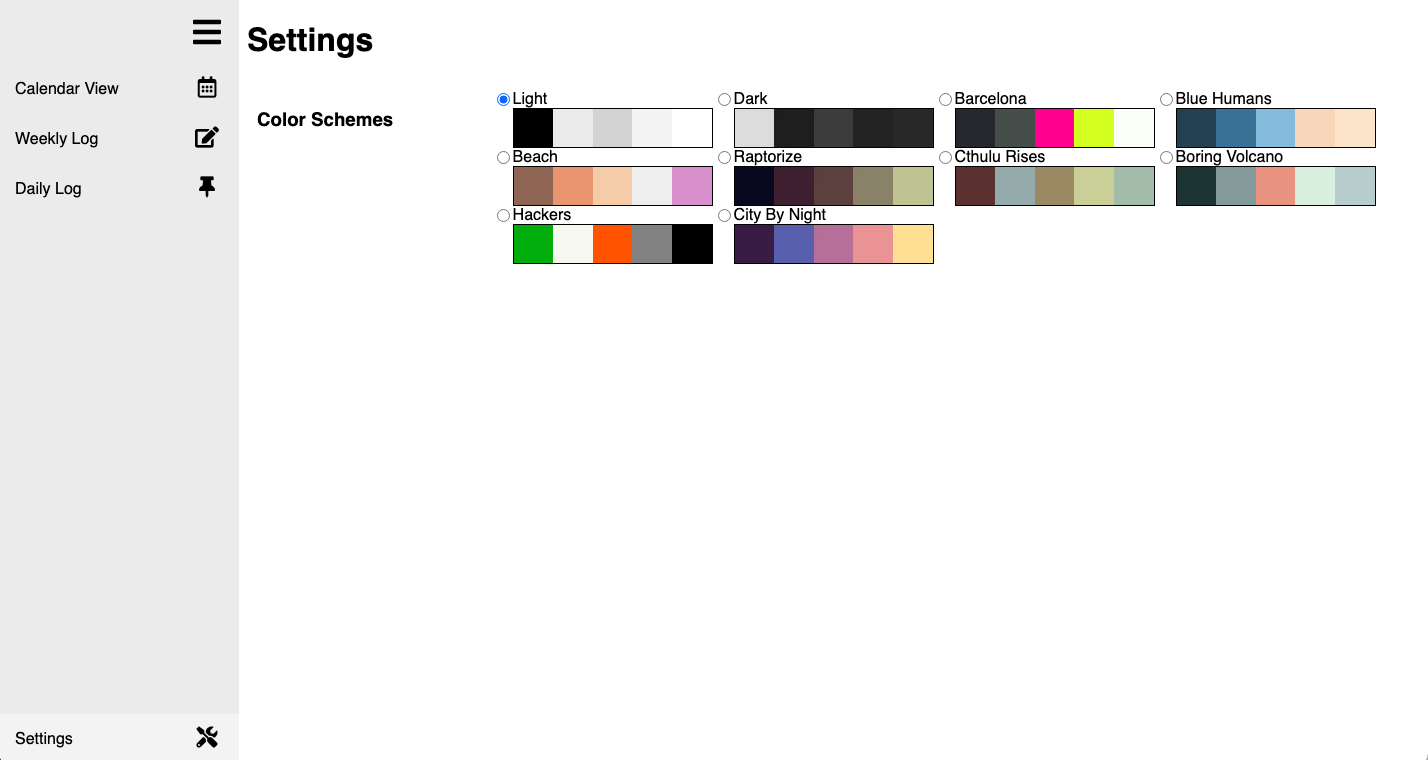 Settings
Calendar View
Weekly Log
Daily Log
Color Schemes
Light
Dark
Barcelona
Blue Humans
Beach
Raptorize
Cthulu Rises
Boring Volcano
Hackers
City By Night
Settings